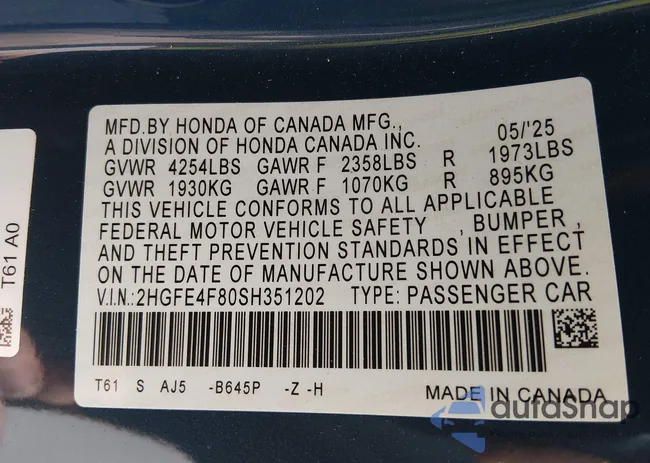 MFD.BY HONDA OF CANADA MFG., 05/'25
A DIVISION OF HONDA CANADA INC.
GVWR 4254LBS GAWR F 2358LBS R 1973LBS
GVWR 1930KG GAWR F 1070KG R 895KG
THIS VEHICLE CONFORMS TO ALL APPLICABLE
FEDERAL MOTOR VEHICLE SAFETY , BUMPER ,
AND THEFT PREVENTION STANDARDS IN EFFECT
ON THE DATE OF MANUFACTURE SHOWN ABOVE.
V.I.N.:2HGFE4F80SH351202 TYPE: PASSENGER CAR
T61 S AJ5 -B645P -Z -H MADE IN CANADA
T61 A0
autoSnap